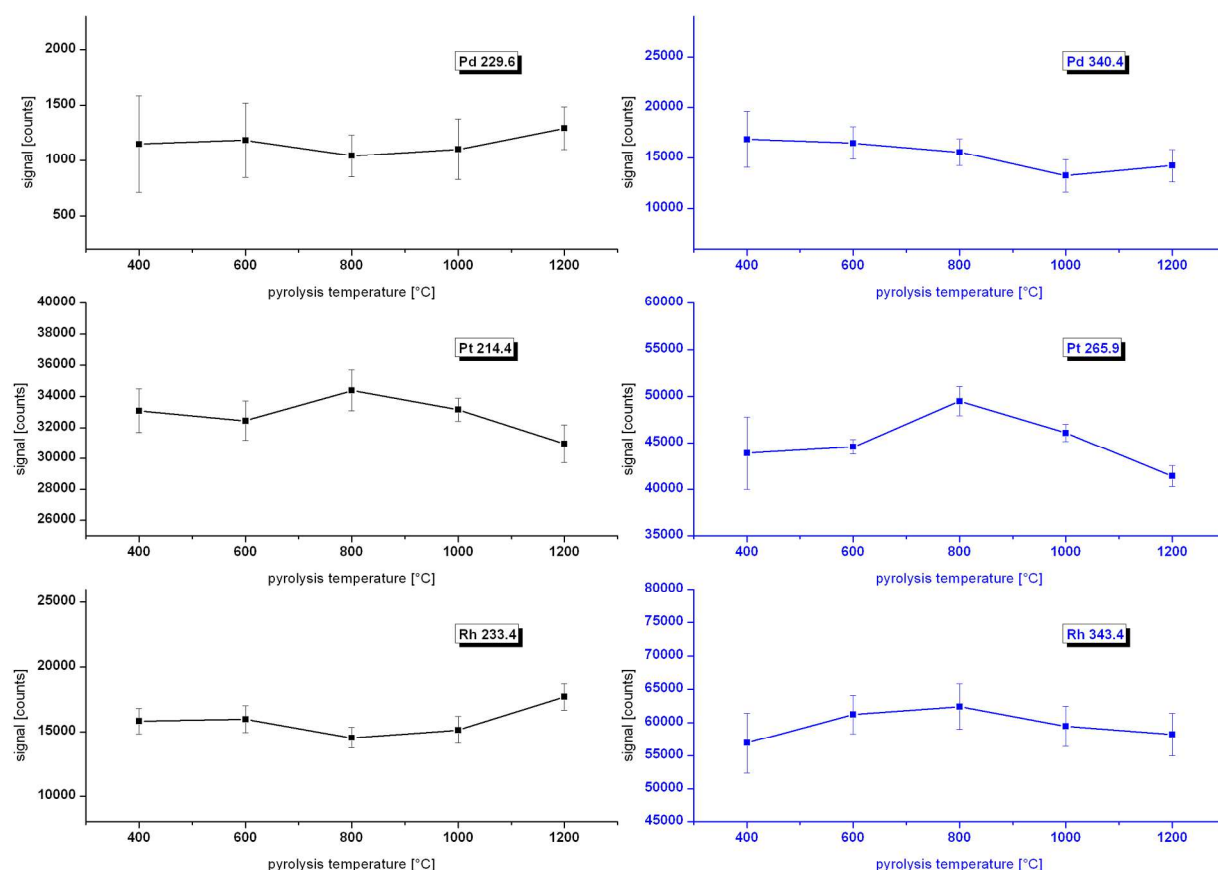 2000
1500
1000
500
signal [counts]
Pd 229.6
400 600 800 1000 1200
pyrolysis temperature [°C]
25000
20000
15000
10000
signal [counts]
Pd 340.4
400 600 800 1000 1200
pyrolysis temperature [°C]
40000
38000
36000
34000
32000
30000
28000
26000
signal [counts]
Pt 214.4
400 600 800 1000 1200
pyrolysis temperature [°C]
60000
55000
50000
45000
40000
35000
signal [counts]
Pt 265.9
400 600 800 1000 1200
pyrolysis temperature [°C]
25000
20000
15000
10000
signal [counts]
Rh 233.4
400 600 800 1000 1200
pyrolysis temperature [°C]
80000
75000
70000
65000
60000
55000
50000
45000
signal [counts]
Rh 343.4
400 600 800 1000 1200
pyrolysis temperature [°C]